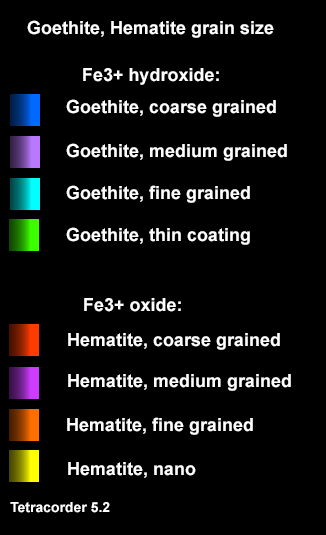 Goethite, Hematite grain size
Fe3+ hydroxide:
Goethite, coarse grained
Goethite, medium grained
Goethite, fine grained
Goethite, thin coating
Fe3+ oxide:
Hematite, coarse grained
Hematite, medium grained
Hematite, fine grained
Hematite, nano
Tetracorder 5.2